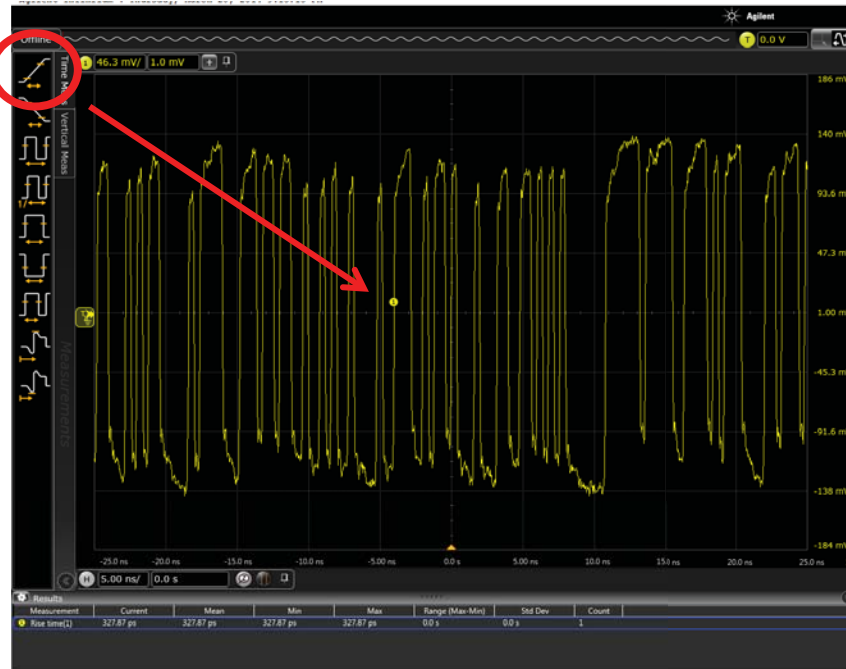 Agilent
Offline
T 0.0 V
1 46.3 mV/ 1.0 mV
Time Meas
Vertical Meas
Measurements
1/
186 mV
140 mV
93.6 m
47.3 m
1.00 m
-45.3 m
-91.6 m
-138 mV
-184 mV
1
-25.0 ns -20.0 ns -15.0 ns -10.0 ns -5.00 ns 0.0 s 5.00 ns 10.0 ns 15.0 ns 20.0 ns 25.0 ns
H 5.00 ns/ 0.0 s
Results
Measurement Current Mean Min Max Range (Max-Min) Std Dev Count
Rise time(1) 327.87 ps 327.87 ps 327.87 ps 327.87 ps 0.0 s 0.0 s 1